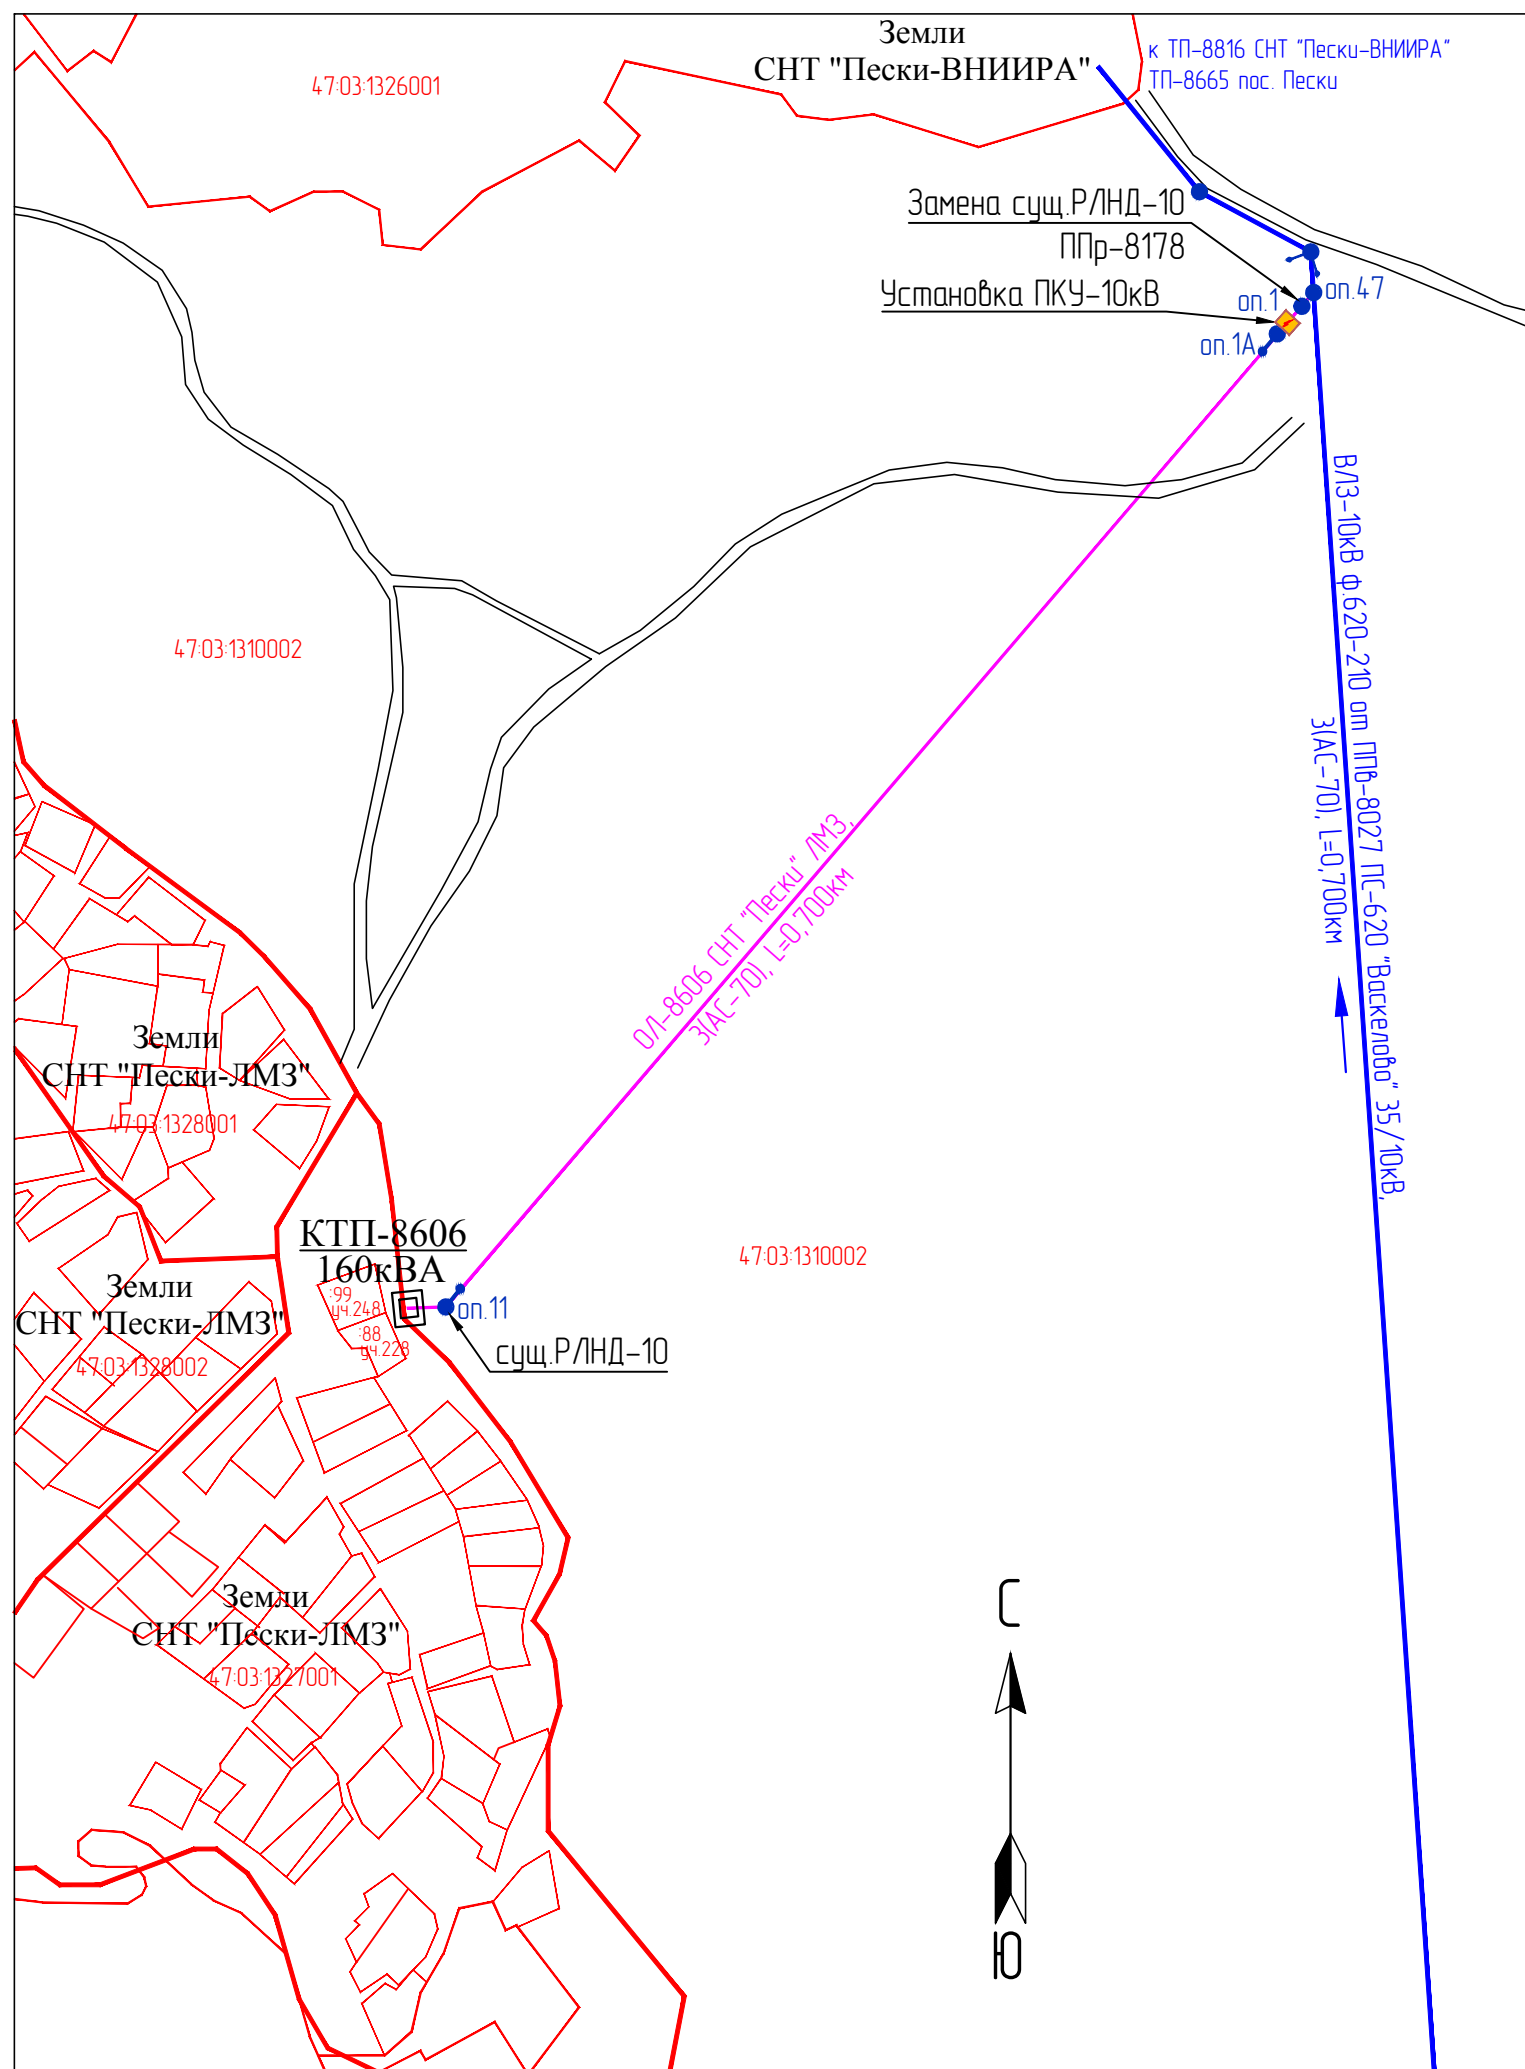 Земли
СНТ "Пески-ВНИИРА"
к ТП-8816 СНТ "Пески-ВНИИРА"
ТП-8665 пос. Пески
47:03:1326001
Замена сущ.РЛНД-10
ППр-8178
Установка ПКУ-10кВ
оп.1
оп.47
оп.1А
ВЛЗ-10кВ ф.620-210 от ППв-8027 ПС-620 "Васкелово" 35/10кВ,
3(АС-70), L=0,700км
47:03:1310002
ОЛ-8606 СНТ "Пески" ЛМЗ,
3(АС-70), L=0,700км
Земли
СНТ "Пески-ЛМЗ"
47:03:1328001
КТП-8606
160кВА
47:03:1310002
Земли
СНТ "Пески-ЛМЗ"
47:03:1328002
:99
уч.248
:88
уч.228
оп.11
сущ.РЛНД-10
Земли
СНТ "Пески-ЛМЗ"
47:03:1327001
С
Ю